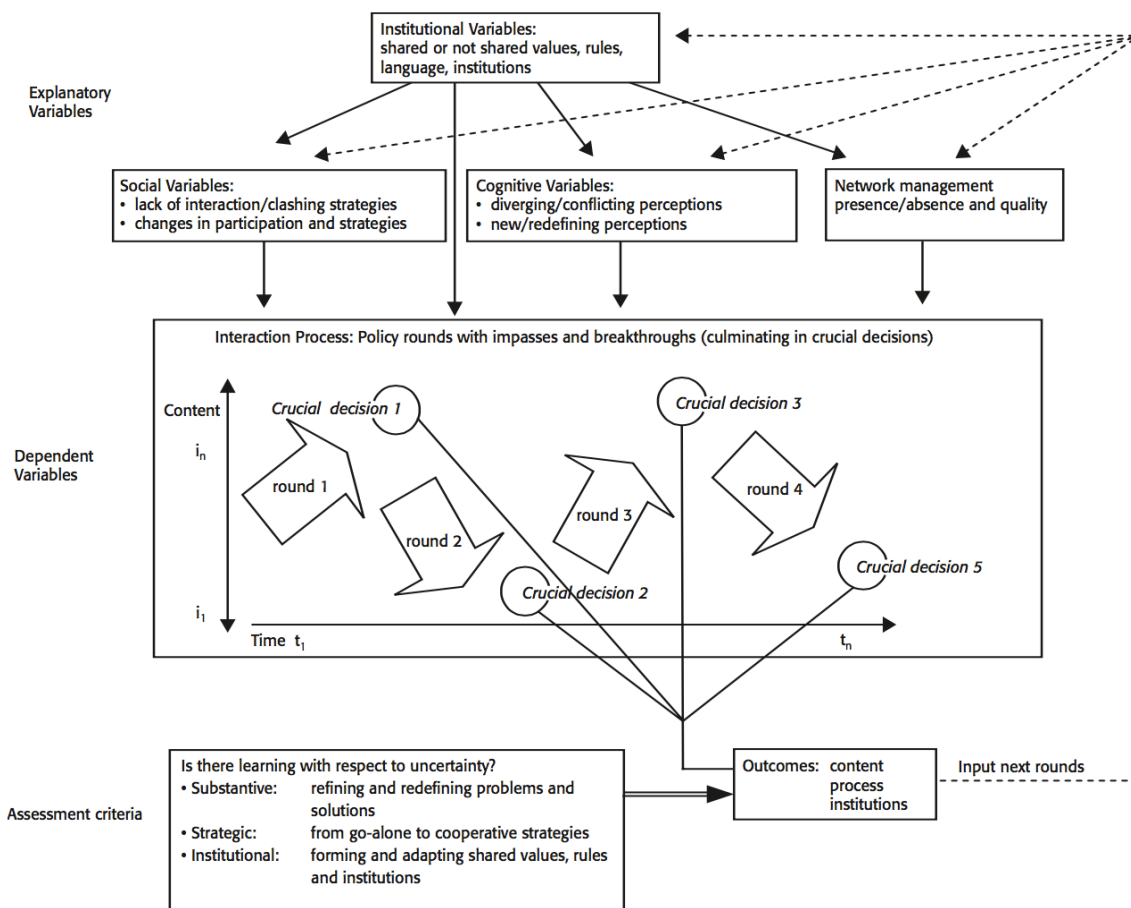 Institutional Variables:
shared or not shared values, rules,
language, institutions
Explanatory
Variables
Social Variables:
• lack of interaction/clashing strategies
• changes in participation and strategies
Cognitive Variables:
• diverging/conflicting perceptions
• new/redefining perceptions
Network management
presence/absence and quality
Interaction Process: Policy rounds with impasses and breakthroughs (culminating in crucial decisions)
Dependent
Variables
Content
iₙ
i₁
Crucial decision 1
Crucial decision 3
round 1
round 2
round 3
round 4
Crucial decision 2
Crucial decision 5
Time t₁
tₙ
Assessment criteria
Is there learning with respect to uncertainty?
• Substantive: refining and redefining problems and
solutions
• Strategic: from go-alone to cooperative strategies
• Institutional: forming and adapting shared values, rules
and institutions
Outcomes: content
process
institutions
Input next rounds